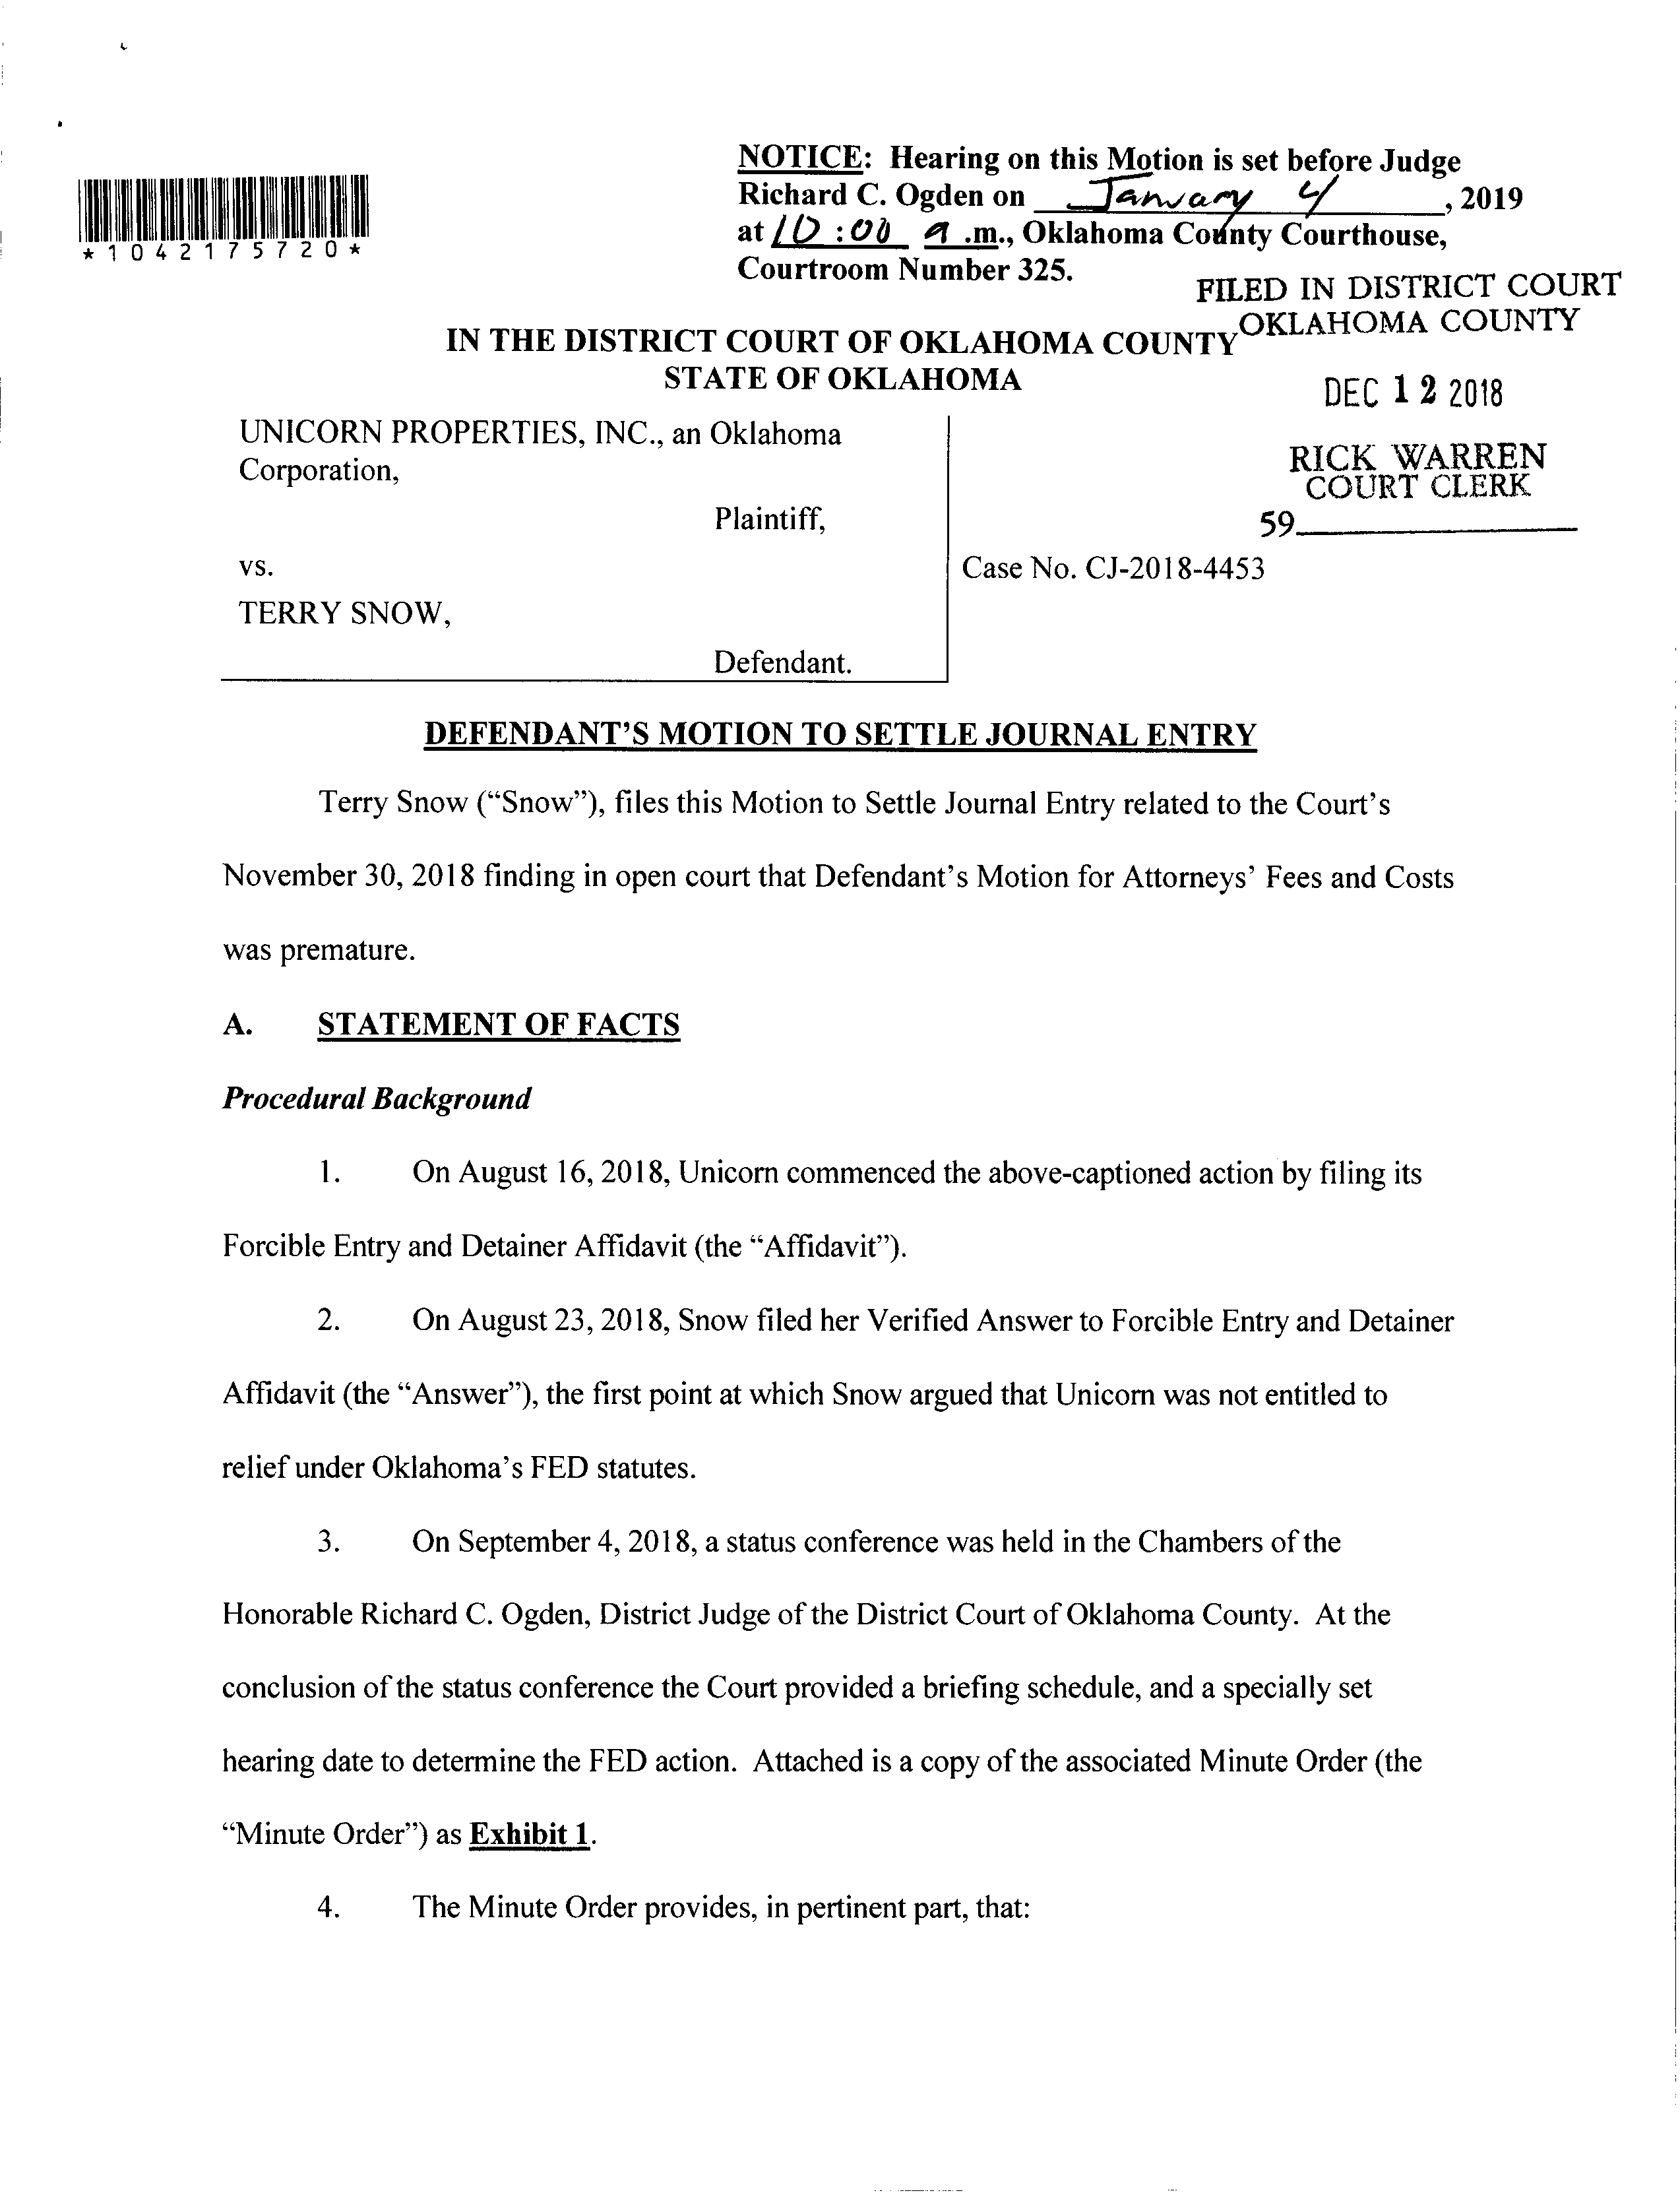 NOTICE: Hearing on this Motion is set before Judge
Richard C. Ogden on January 4, 2019
at 10:00 a.m., Oklahoma County Courthouse,
Courtroom Number 325.
*1042175720*
FILED IN DISTRICT COURT
OKLAHOMA COUNTY
IN THE DISTRICT COURT OF OKLAHOMA COUNTY
STATE OF OKLAHOMA
DEC 12 2018
RICK WARREN
COURT CLERK
59
UNICORN PROPERTIES, INC., an Oklahoma
Corporation,
Plaintiff,
vs.
Case No. CJ-2018-4453
TERRY SNOW,
Defendant.
DEFENDANT'S MOTION TO SETTLE JOURNAL ENTRY
Terry Snow ("Snow"), files this Motion to Settle Journal Entry related to the Court's
November 30, 2018 finding in open court that Defendant's Motion for Attorneys' Fees and Costs
was premature.
A. STATEMENT OF FACTS
Procedural Background
1. On August 16, 2018, Unicorn commenced the above-captioned action by filing its
Forcible Entry and Detainer Affidavit (the "Affidavit").
2. On August 23, 2018, Snow filed her Verified Answer to Forcible Entry and Detainer
Affidavit (the "Answer"), the first point at which Snow argued that Unicorn was not entitled to
relief under Oklahoma's FED statutes.
3. On September 4, 2018, a status conference was held in the Chambers of the
Honorable Richard C. Ogden, District Judge of the District Court of Oklahoma County. At the
conclusion of the status conference the Court provided a briefing schedule, and a specially set
hearing date to determine the FED action. Attached is a copy of the associated Minute Order (the
"Minute Order") as Exhibit 1.
4. The Minute Order provides, in pertinent part, that: